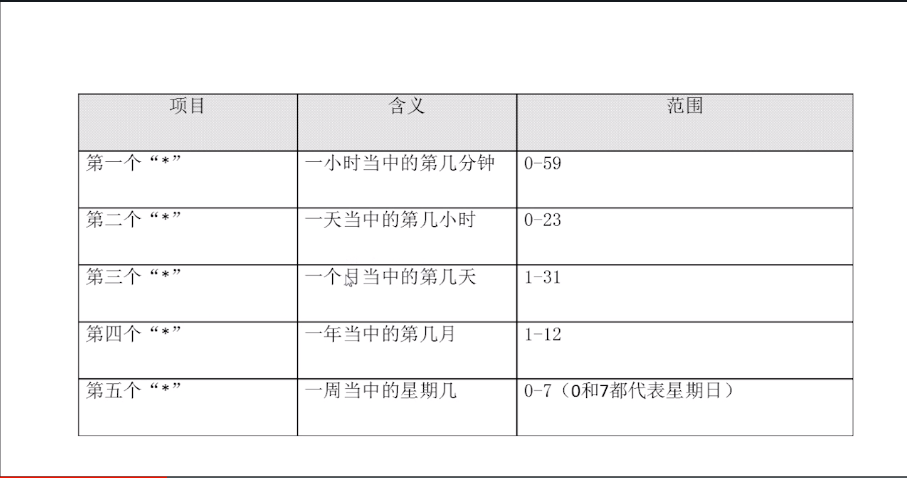 项目 含义 范围
第一个“*” 一小时当中的第几分钟 0-59
第二个“*” 一天当中的第几小时 0-23
第三个“*” 一个月当中的第几天 1-31
第四个“*” 一年当中的第几月 1-12
第五个“*” 一周当中的星期几 0-7（0和7都代表星期日）